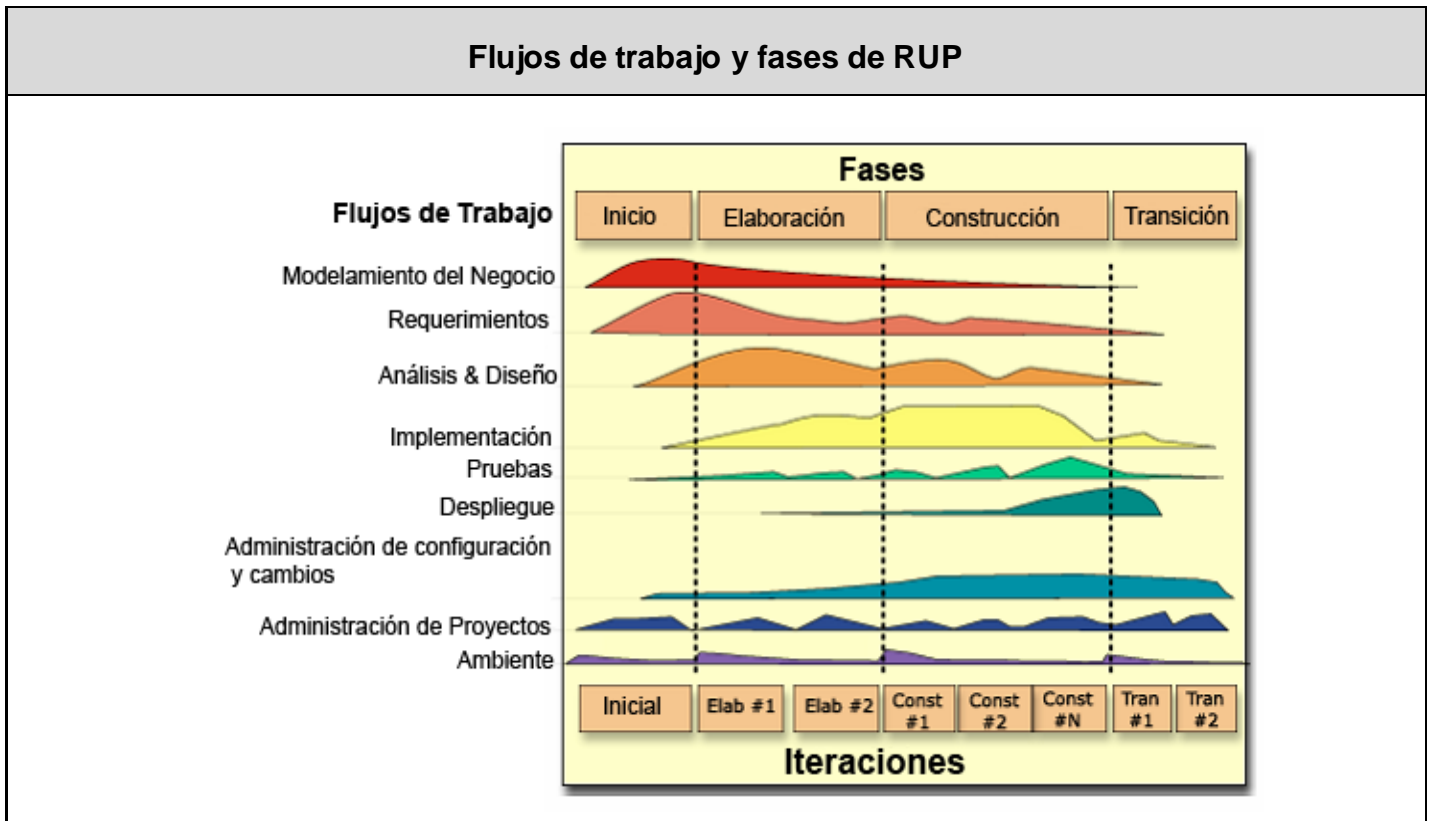 Flujos de trabajo y fases de RUP
Fases
Flujos de Trabajo
Inicio
Elaboración
Construcción
Transición
Modelamiento del Negocio
Requerimientos
Análisis & Diseño
Implementación
Pruebas
Despliegue
Administración de configuración
y cambios
Administración de Proyectos
Ambiente
Inicial
Elab #1
Elab #2
Const
#1
Const
#2
Const
#N
Tran
#1
Tran
#2
Iteraciones